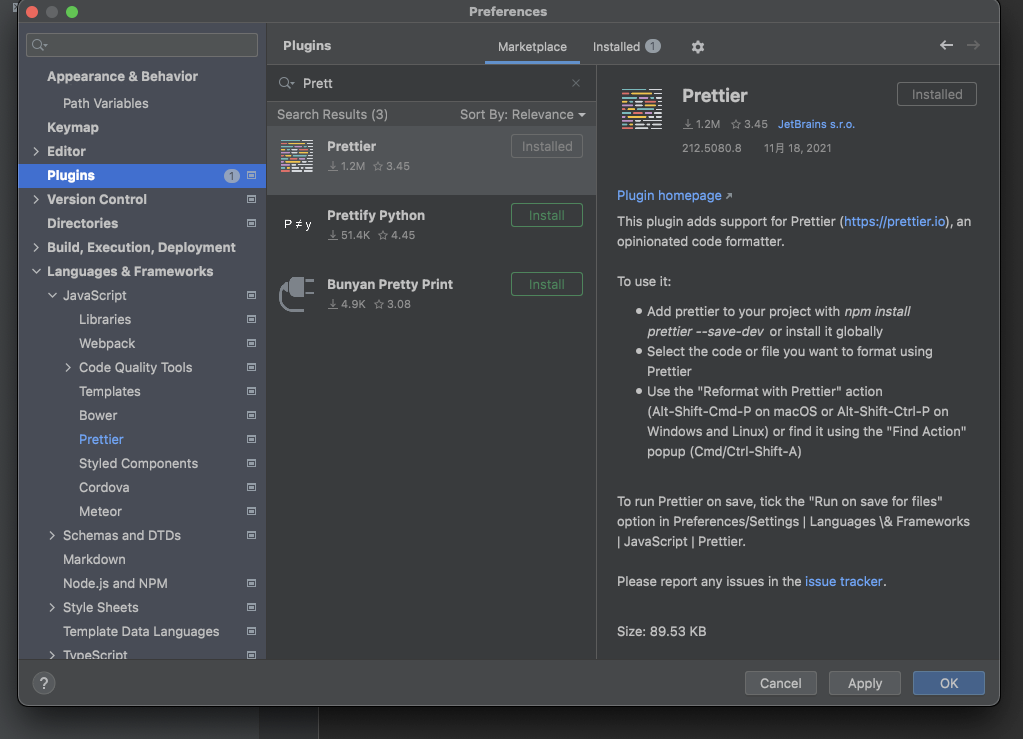 Preferences
Appearance & Behavior
Path Variables
Keymap
Editor
Plugins 1
Version Control
Directories
Build, Execution, Deployment
Languages & Frameworks
JavaScript
Libraries
Webpack
Code Quality Tools
Templates
Bower
Prettier
Styled Components
Cordova
Meteor
Schemas and DTDs
Markdown
Node.js and NPM
Style Sheets
Template Data Languages
TypeScript
Plugins
Marketplace
Installed 1
Prett
Search Results (3) Sort By: Relevance
Prettier
1.2M 3.45
Installed
P≠y
Prettify Python
51.4K 4.45
Install
Bunyan Pretty Print
4.9K 3.08
Install
Prettier
Installed
1.2M 3.45 JetBrains s.r.o.
212.5080.8 11月 18, 2021
Plugin homepage
This plugin adds support for Prettier (https://prettier.io), an
opinionated code formatter.
To use it:
Add prettier to your project with npm install
prettier --save-dev or install it globally
Select the code or file you want to format using
Prettier
Use the "Reformat with Prettier" action
(Alt-Shift-Cmd-P on macOS or Alt-Shift-Ctrl-P on
Windows and Linux) or find it using the "Find Action"
popup (Cmd/Ctrl-Shift-A)
To run Prettier on save, tick the "Run on save for files"
option in Preferences/Settings | Languages \& Frameworks
| JavaScript | Prettier.
Please report any issues in the issue tracker.
Size: 89.53 KB
?
Cancel
Apply
OK